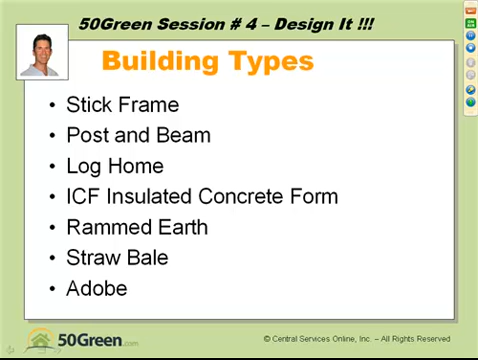 50Green Session # 4 – Design It !!!
Building Types
• Stick Frame
• Post and Beam
• Log Home
• ICF Insulated Concrete Form
• Rammed Earth
• Straw Bale
• Adobe
50Green.com
© Central Services Online, Inc. – All Rights Reserved